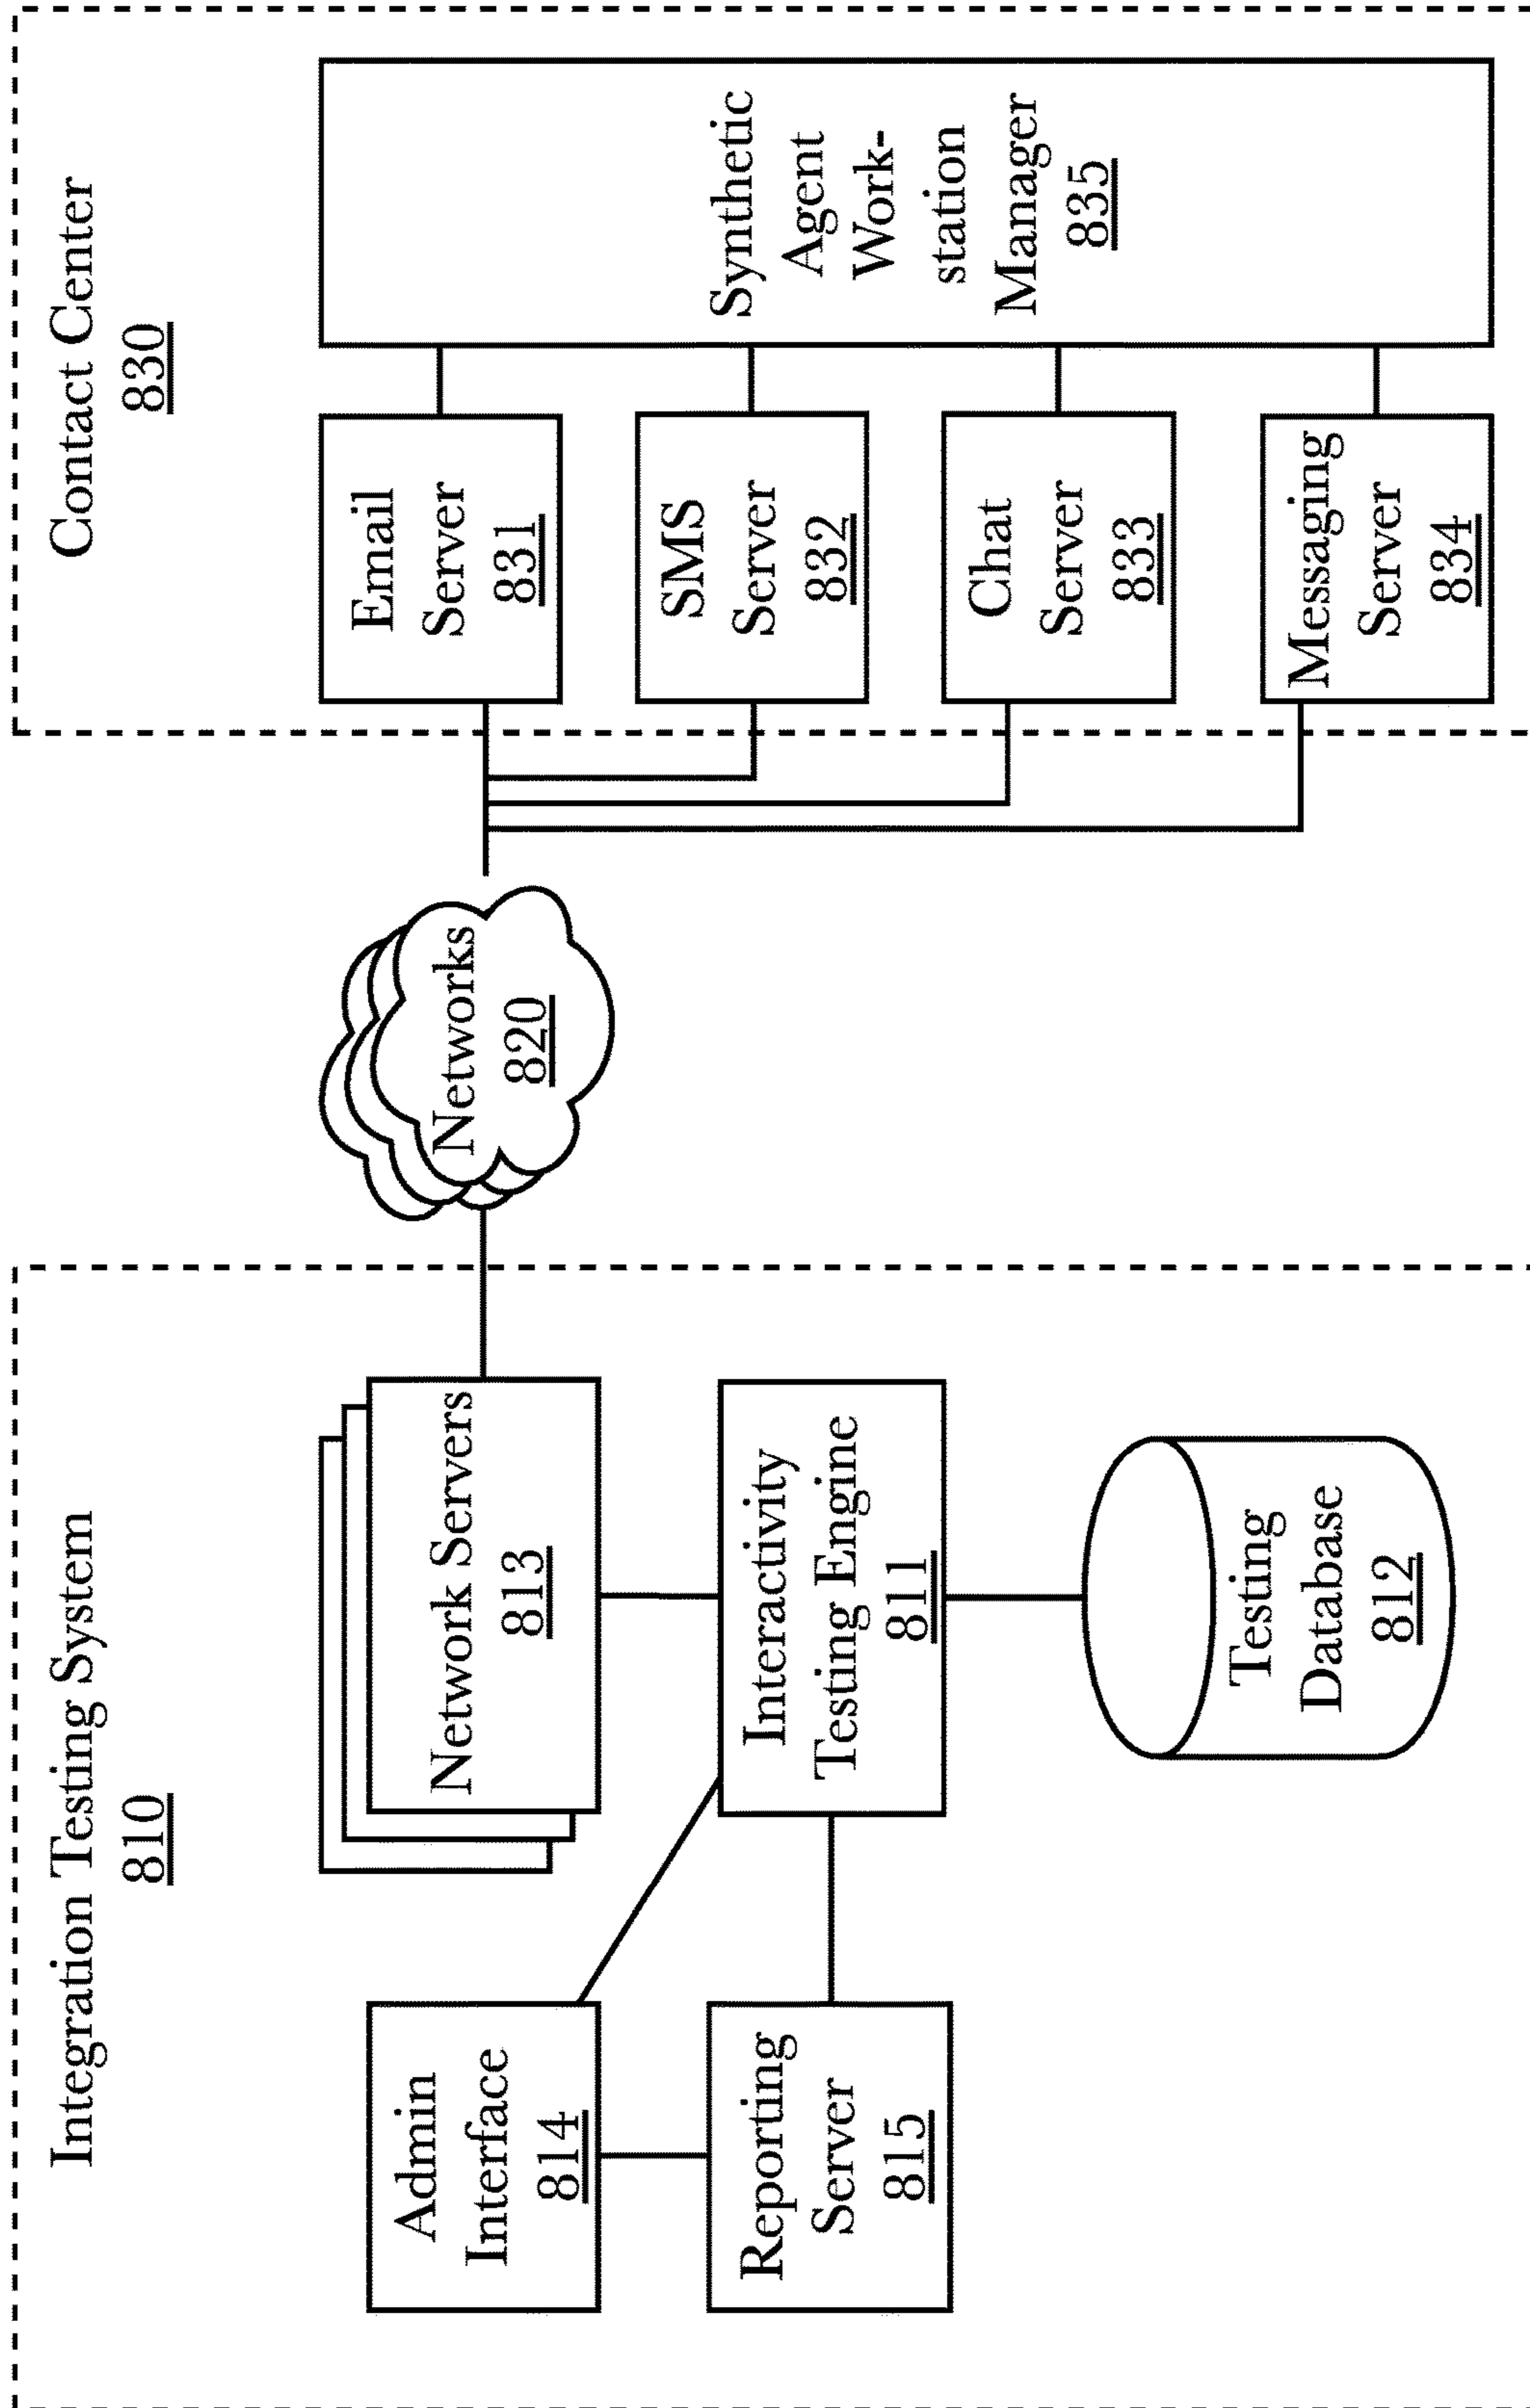 Integration Testing System
810
Admin
Interface
814
Reporting
Server
815
Network Servers
813
Interactivity
Testing Engine
811
Testing
Database
812
Networks
820
Contact Center
830
Email
Server
831
SMS
Server
832
Chat
Server
833
Messaging
Server
834
Synthetic
Agent
Work-
station
Manager
835